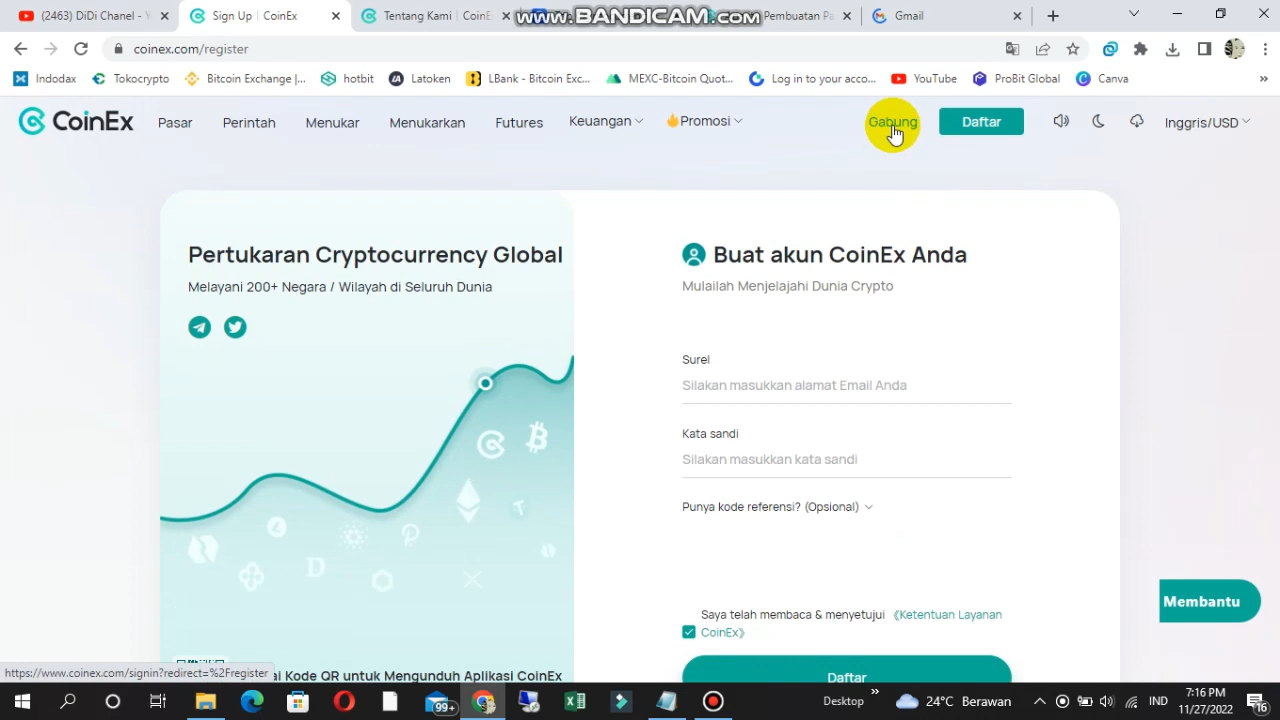 (2463) DiDi Channel - Y
Sign Up | CoinEx
Tentang Kami | CoinE
www.BANDICAM.com
Pembuatan Pa
Gmail
coinex.com/register
Indodax
Tokocrypto
Bitcoin Exchange |...
hotbit
Latoken
LBank - Bitcoin Exc...
MEXC-Bitcoin Quot...
Log in to your acco...
YouTube
ProBit Global
Canva
»
CoinEx
Pasar
Perintah
Menukar
Menukarkan
Futures
Keuangan
Promosi
Gabung
Daftar
Inggris/USD
Pertukaran Cryptocurrency Global
Melayani 200+ Negara / Wilayah di Seluruh Dunia
Buat akun CoinEx Anda
Mulailah Menjelajahi Dunia Crypto
Surel
Silakan masukkan alamat Email Anda
Kata sandi
Silakan masukkan kata sandi
Punya kode referensi? (Opsional)
Saya telah membaca & menyetujui 《Ketentuan Layanan
CoinEx》
Daftar
Membantu
https://www.coinex.com/signin?redirect=%2Fregister
ai Kode QR untuk Mengunduh Aplikasi CoinEx
99+
Desktop
»
24°C Berawan
IND
7:16 PM
11/27/2022
16